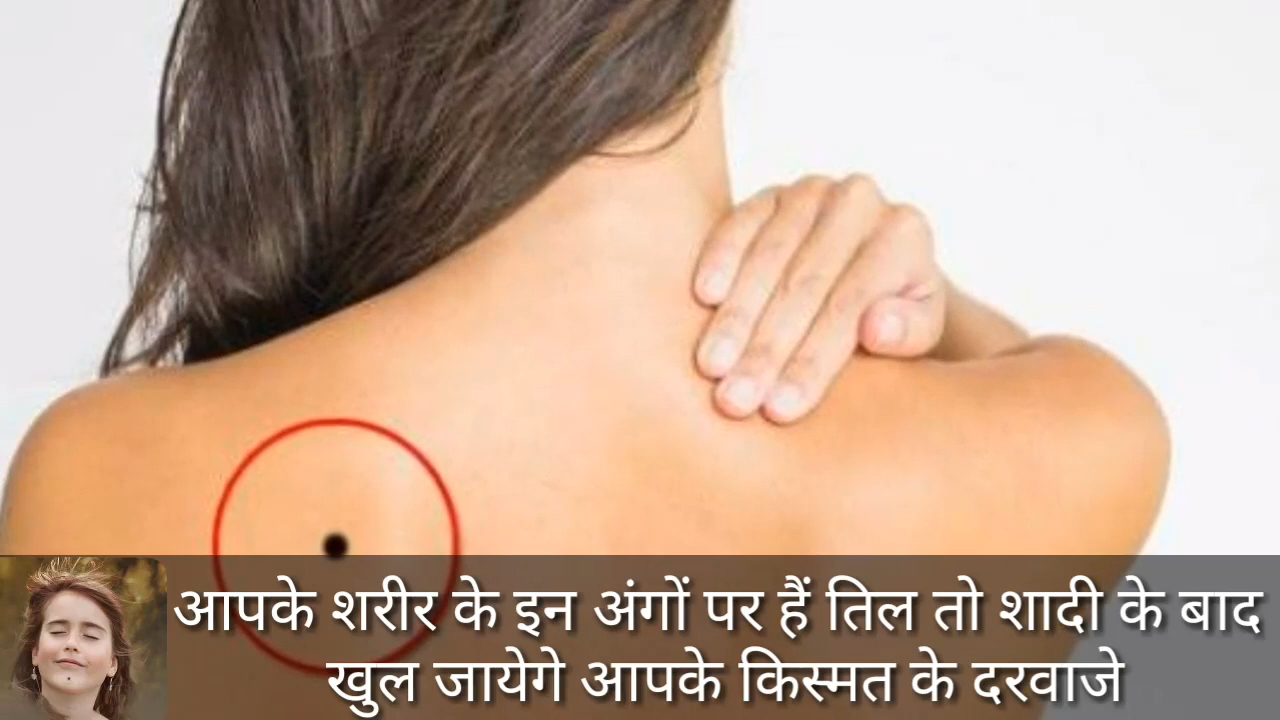 आपके शरीर के इन अंगों पर हैं तिल तो शादी के बाद
खुल जायेगे आपके किस्मत के दरवाजे